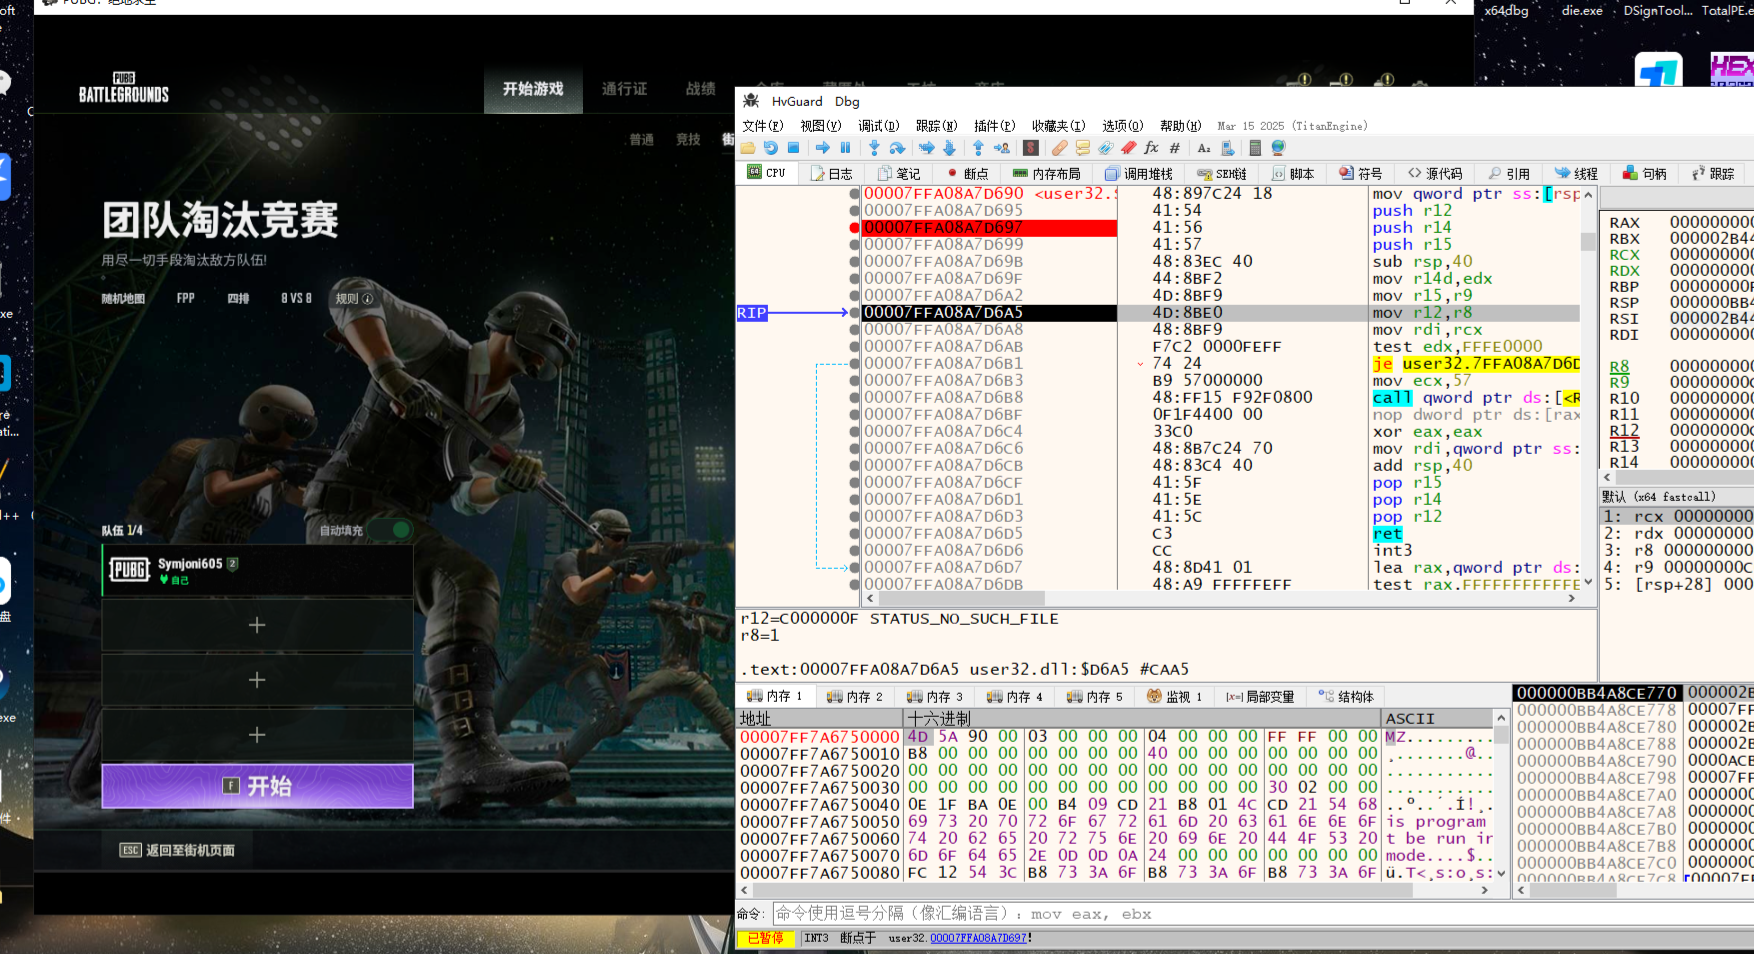 PUBG: 绝地求生
x64dbg
die.exe
DSignTool...
TotalPE.e
PUBG
BATTLEGROUNDS
开始游戏
通行证
战绩
普通
竞技
团队淘汰竞赛
用尽一切手段淘汰敌方队伍!
随机地图
FPP
四排
8 VS 8
规则
队伍 1/4
自动填充
PUBG
Symjoni605
2
自己
F 开始
ESC 返回至街机页面
HvGuard Dbg
文件(F) 视图(V) 调试(D) 跟踪(N) 插件(P) 收藏夹(I) 选项(O) 帮助(H) Mar 15 2025 (TitanEngine)
CPU 日志 笔记 断点 内存布局 调用堆栈 SEH链 脚本 符号 源代码 引用 线程 句柄 跟踪
00007FFA08A7D690 <user32. 48:897C24 18 mov qword ptr ss:[rsp
00007FFA08A7D695 41:54 push r12
00007FFA08A7D697 41:56 push r14
00007FFA08A7D699 41:57 push r15
00007FFA08A7D69B 48:83EC 40 sub rsp,40
00007FFA08A7D69F 44:8BF2 mov r14d,edx
00007FFA08A7D6A2 4D:8BF9 mov r15,r9
RIP 00007FFA08A7D6A5 4D:8BE0 mov r12,r8
00007FFA08A7D6A8 48:8BF9 mov rdi,rcx
00007FFA08A7D6AB F7C2 0000FEFF test edx,FFFE0000
00007FFA08A7D6B1 74 24 je user32.7FFA08A7D6D
00007FFA08A7D6B3 B9 57000000 mov ecx,57
00007FFA08A7D6B8 48:FF15 F92F0800 call qword ptr ds:[<R
00007FFA08A7D6BF 0F1F4400 00 nop dword ptr ds:[rax
00007FFA08A7D6C4 33C0 xor eax,eax
00007FFA08A7D6C6 48:8B7C24 70 mov rdi,qword ptr ss:
00007FFA08A7D6CB 48:83C4 40 add rsp,40
00007FFA08A7D6CF 41:5F pop r15
00007FFA08A7D6D1 41:5E pop r14
00007FFA08A7D6D3 41:5C pop r12
00007FFA08A7D6D5 C3 ret
00007FFA08A7D6D6 CC int3
00007FFA08A7D6D7 48:8D41 01 lea rax,qword ptr ds:
00007FFA08A7D6DB 48:A9 FFFFFEFF test rax,FFFFFFFFFFFE
RAX 000000000
RBX 000002B44
RCX 000000000
RDX 000000000
RBP 00000000F
RSP 000000BB4
RSI 000002B44
RDI 000000000
R8 000000000
R9
R10
R11
R12
R13
R14
默认 (x64 fastcall)
1: rcx 00000000
2: rdx 00000000
3: r8 000000000
4: r9 00000000C
5: [rsp+28] 000
r12=C000000F STATUS_NO_SUCH_FILE
r8=1
.text:00007FFA08A7D6A5 user32.dll:$D6A5 #CAA5
内存 1 内存 2 内存 3 内存 4 内存 5 监视 1 [x=] 局部变量 结构体
地址 十六进制 ASCII
00007FF7A6750000 4D 5A 90 00 03 00 00 00 04 00 00 00 FF FF 00 00 MZ.........
00007FF7A6750010 B8 00 00 00 00 00 00 00 40 00 00 00 00 00 00 00 ¸.......@..
00007FF7A6750020 00 00 00 00 00 00 00 00 00 00 00 00 00 00 00 00 ...........
00007FF7A6750030 00 00 00 00 00 00 00 00 00 00 00 00 30 02 00 00 ...........
00007FF7A6750040 0E 1F BA 0E 00 B4 09 CD 21 B8 01 4C CD 21 54 68 ..º..´.Í!¸.
00007FF7A6750050 69 73 20 70 72 6F 67 72 61 6D 20 63 61 6E 6E 6F is program
00007FF7A6750060 74 20 62 65 20 72 75 6E 20 69 6E 20 44 4F 53 20 t be run in
00007FF7A6750070 6D 6F 64 65 2E 0D 0D 0A 24 00 00 00 00 00 00 00 mode....$..
00007FF7A6750080 FC 12 54 3C B8 73 3A 6F B8 73 3A 6F B8 73 3A 6F ü.T<¸s:o¸s:
000000BB4A8CE770 000002B
000000BB4A8CE778 00007FF
000000BB4A8CE780 000002B
000000BB4A8CE788 000002B
000000BB4A8CE790 0000ACB
000000BB4A8CE798 00007FF
000000BB4A8CE7A0 0000000
000000BB4A8CE7A8 0000000
000000BB4A8CE7B0 0000000
000000BB4A8CE7B8 0000000
000000BB4A8CE7C0 0000000
000000BB4A8CE7C8 00007FF
命令: 命令使用逗号分隔（像汇编语言）: mov eax, ebx
已暂停 INT3 断点于 user32.00007FFA08A7D697!